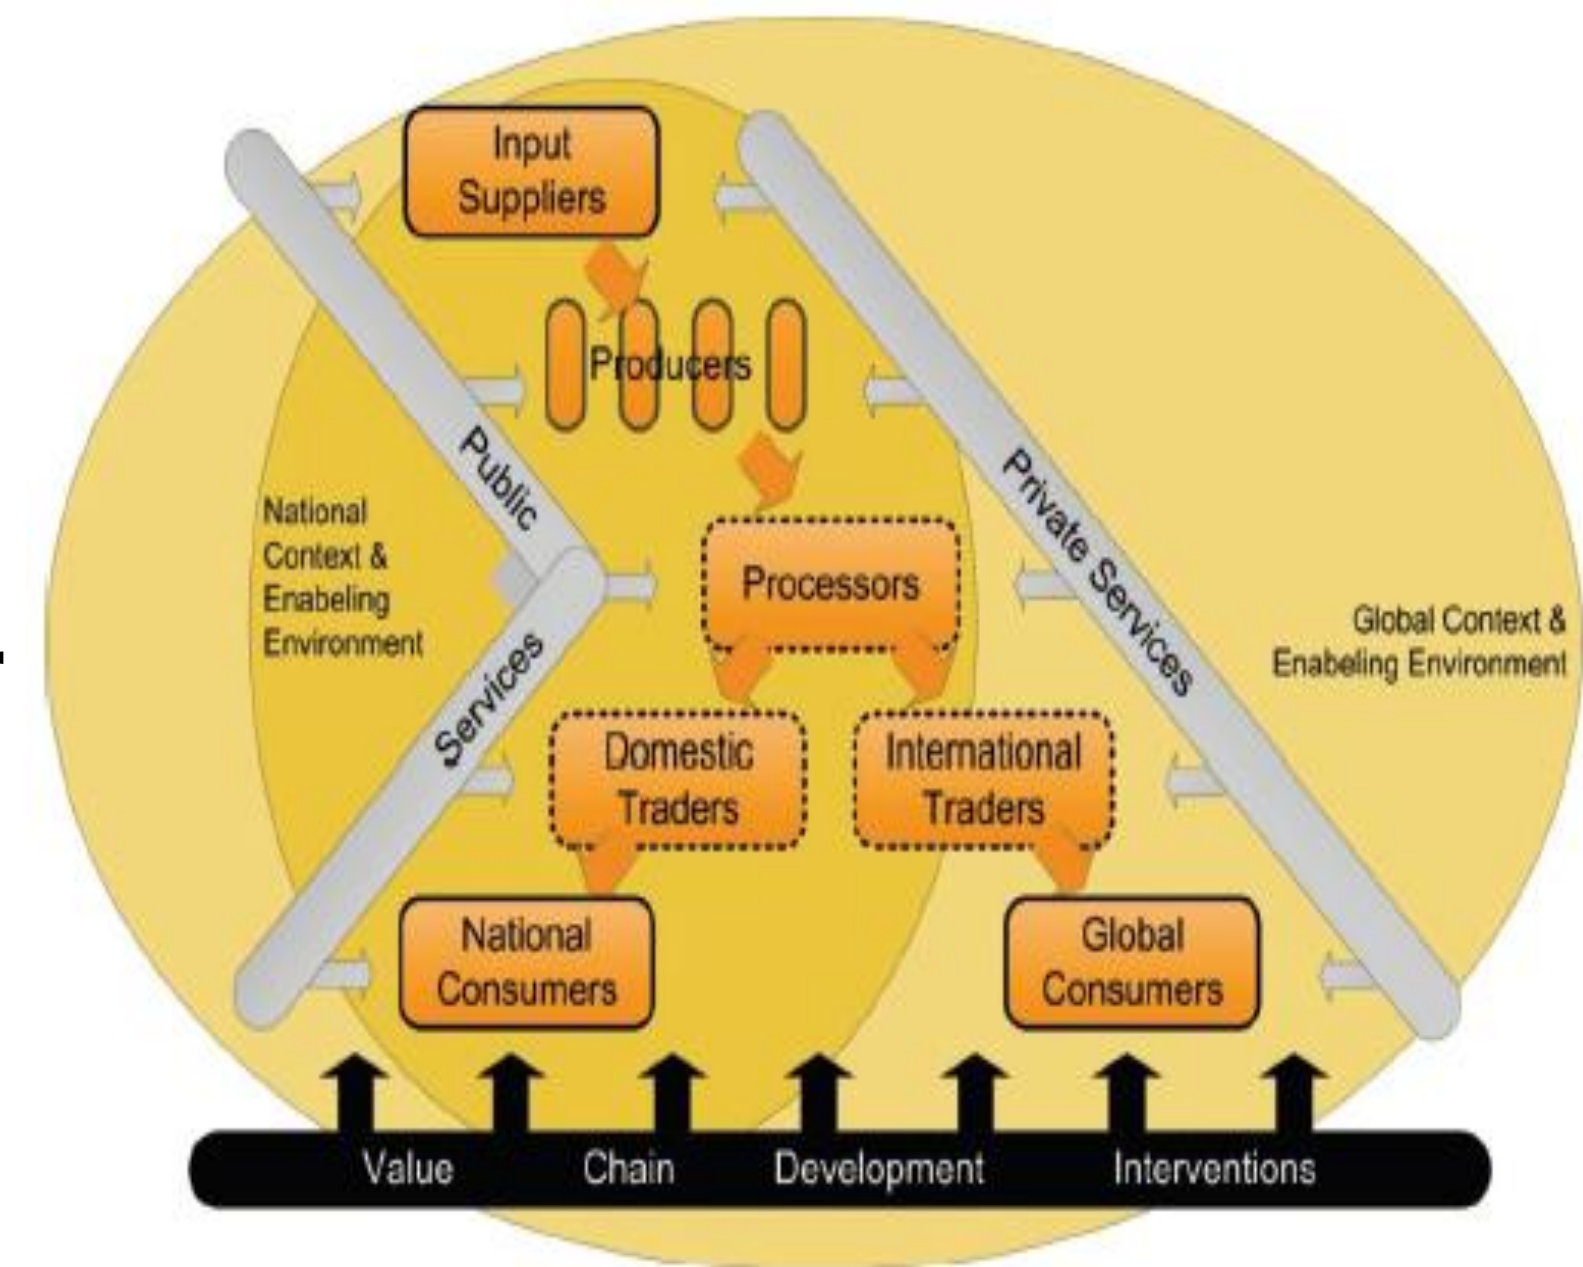 Input
Suppliers
Producers
Public
Services
Private Services
National
Context &
Enabeling
Environment
Processors
Global Context &
Enabeling Environment
Domestic
Traders
International
Traders
National
Consumers
Global
Consumers
Value Chain Development Interventions